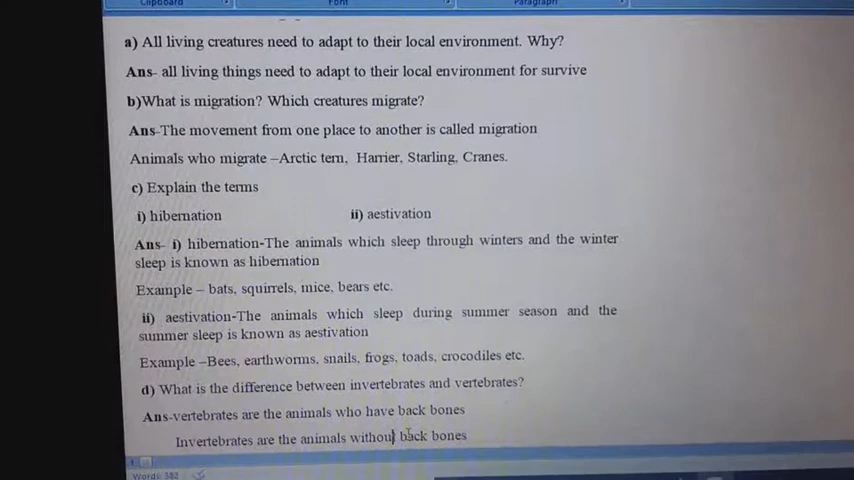 Clipboard Font Paragraph
a) All living creatures need to adapt to their local environment. Why?
Ans- all living things need to adapt to their local environment for survive
b)What is migration? Which creatures migrate?
Ans-The movement from one place to another is called migration
Animals who migrate –Arctic tern, Harrier, Starling, Cranes.
c) Explain the terms
i) hibernation ii) aestivation
Ans- i) hibernation-The animals which sleep through winters and the winter
sleep is known as hibernation
Example – bats, squirrels, mice, bears etc.
ii) aestivation-The animals which sleep during summer season and the
summer sleep is known as aestivation
Example –Bees, earthworms, snails, frogs, toads, crocodiles etc.
d) What is the difference between invertebrates and vertebrates?
Ans-vertebrates are the animals who have back bones
Invertebrates are the animals without back bones
Words: 382